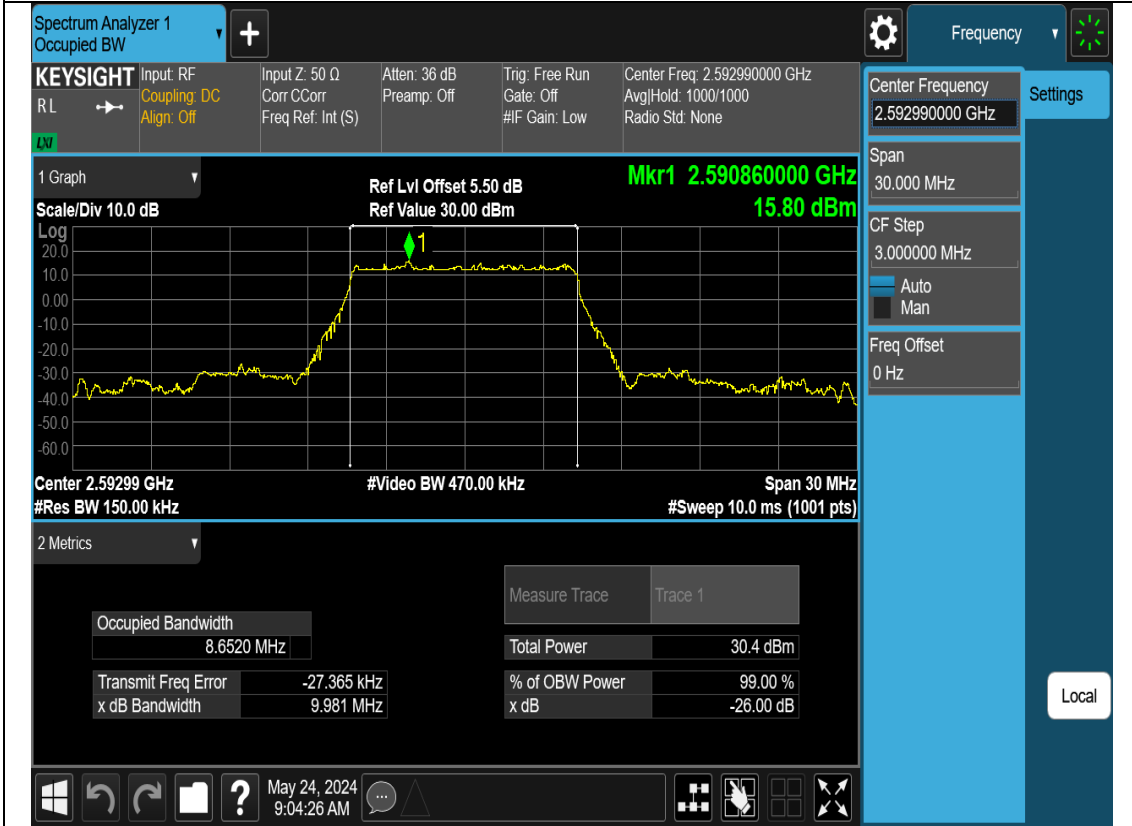 Spectrum Analyzer 1
Occupied BW
Frequency
KEYSIGHT
RL
LXI
Input: RF
Coupling: DC
Align: Off
Input Z: 50 Ω
Corr CCorr
Freq Ref: Int (S)
Atten: 36 dB
Preamp: Off
Trig: Free Run
Gate: Off
#IF Gain: Low
Center Freq: 2.592990000 GHz
Avg|Hold: 1000/1000
Radio Std: None
Center Frequency
2.592990000 GHz
Settings
Span
30.000 MHz
CF Step
3.000000 MHz
Auto
Man
Freq Offset
0 Hz
Local
1 Graph
Scale/Div 10.0 dB
Ref Lvl Offset 5.50 dB
Ref Value 30.00 dBm
Mkr1 2.590860000 GHz
15.80 dBm
Log
1
20.0
10.0
0.00
-10.0
-20.0
-30.0
-40.0
-50.0
-60.0
Center 2.59299 GHz
#Video BW 470.00 kHz
Span 30 MHz
#Res BW 150.00 kHz
#Sweep 10.0 ms (1001 pts)
2 Metrics
Measure Trace Trace 1
Occupied Bandwidth
8.6520 MHz
Total Power 30.4 dBm
Transmit Freq Error -27.365 kHz
% of OBW Power 99.00 %
x dB Bandwidth 9.981 MHz
x dB -26.00 dB
?
May 24, 2024
9:04:26 AM